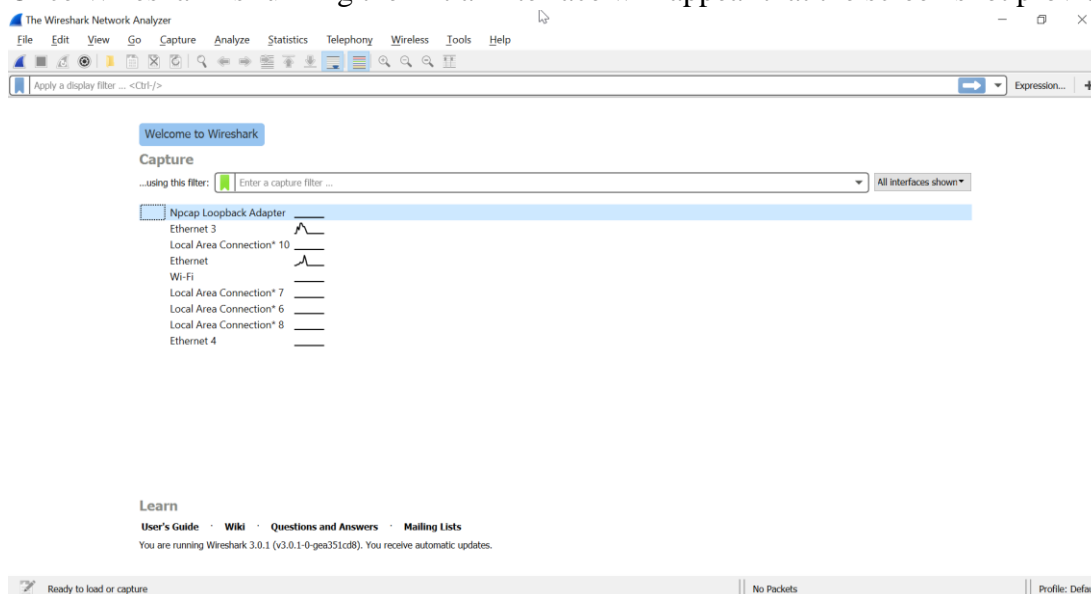 The Wireshark Network Analyzer
File Edit View Go Capture Analyze Statistics Telephony Wireless Tools Help
Apply a display filter ... <Ctrl-/> Expression... +
Welcome to Wireshark
Capture
...using this filter: Enter a capture filter ... All interfaces shown
Npcap Loopback Adapter
Ethernet 3
Local Area Connection* 10
Ethernet
Wi-Fi
Local Area Connection* 7
Local Area Connection* 6
Local Area Connection* 8
Ethernet 4
Learn
User's Guide · Wiki · Questions and Answers · Mailing Lists
You are running Wireshark 3.0.1 (v3.0.1-0-gea351cd8). You receive automatic updates.
Ready to load or capture No Packets Profile: Defau